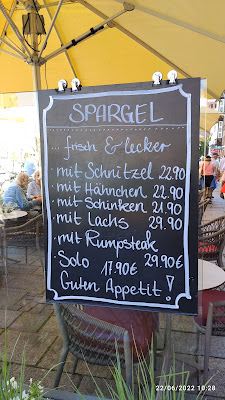 SPARGEL
... frisch & lecker
• mit Schnitzel 22.90
• mit Hähnchen 22.90
• mit Schinken 21.90
• mit Lachs 29.90
• mit Rumpsteak
29,90€
• Solo 17.90€
Guten Appetit!
22/06/2022 10:28